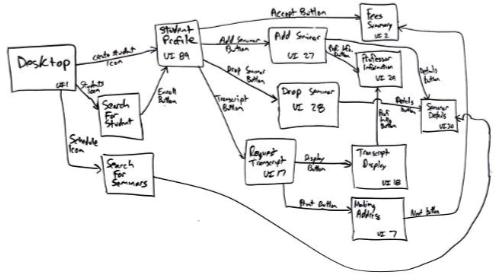 Desktop
UI 1
create student
Icon
Students
Icon
Schedule
Icon
Search
For
Student
Enroll
Button
Search
For
Seminars
Student
Profile
UI 89
Accept Button
Fees
Summary
UI 2
Add Seminar
Button
Add Seminar
UI 27
Prof. Info.
Button
Professor
Information
UI 29
Details
Button
Drop Seminar
Button
Drop Seminar
UI 28
Details
Button
Seminar
Details
UI 30
Transcript
Button
Request
Transcript
UI 17
Display
Button
Transcript
Display
UI 18
Prof.
Info
Button
Print Button
Mailing
Address
UI 7
Next button